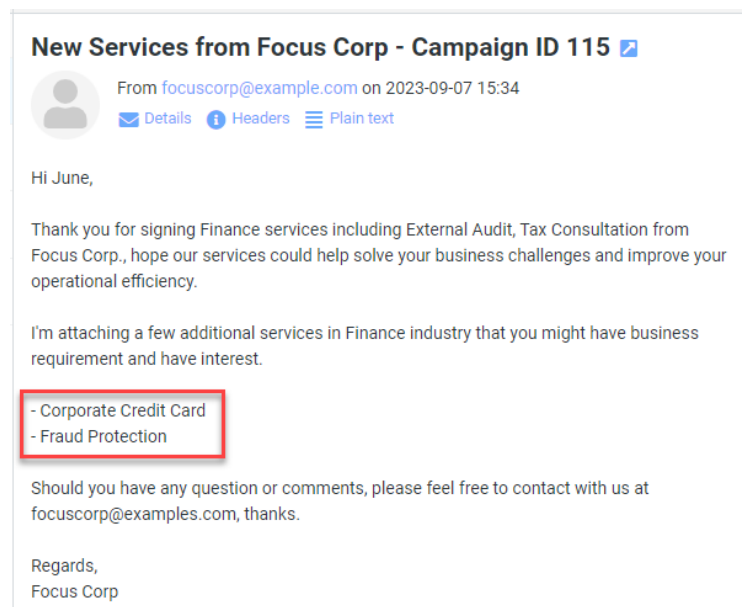 New Services from Focus Corp - Campaign ID 115
From focuscorp@example.com on 2023-09-07 15:34
Details Headers Plain text
Hi June,
Thank you for signing Finance services including External Audit, Tax Consultation from
Focus Corp., hope our services could help solve your business challenges and improve your
operational efficiency.
I'm attaching a few additional services in Finance industry that you might have business
requirement and have interest.
- Corporate Credit Card
- Fraud Protection
Should you have any question or comments, please feel free to contact with us at
focuscorp@examples.com, thanks.
Regards,
Focus Corp